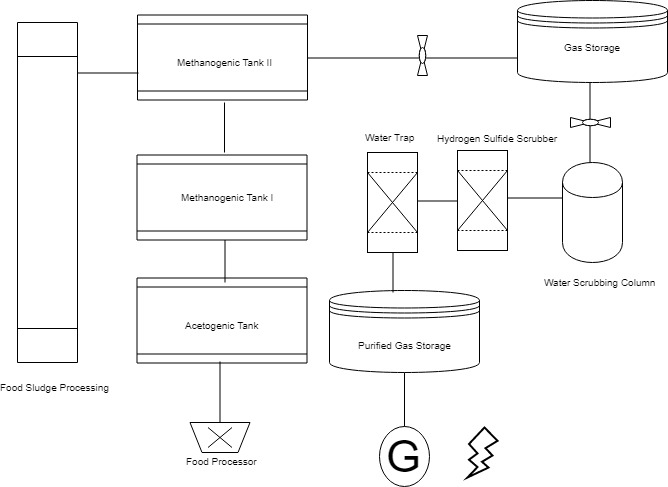 Methanogenic Tank II
Gas Storage
Water Trap
Hydrogen Sulfide Scrubber
Methanogenic Tank I
Water Scrubbing Column
Acetogenic Tank
Purified Gas Storage
Food Sludge Processing
Food Processor
G